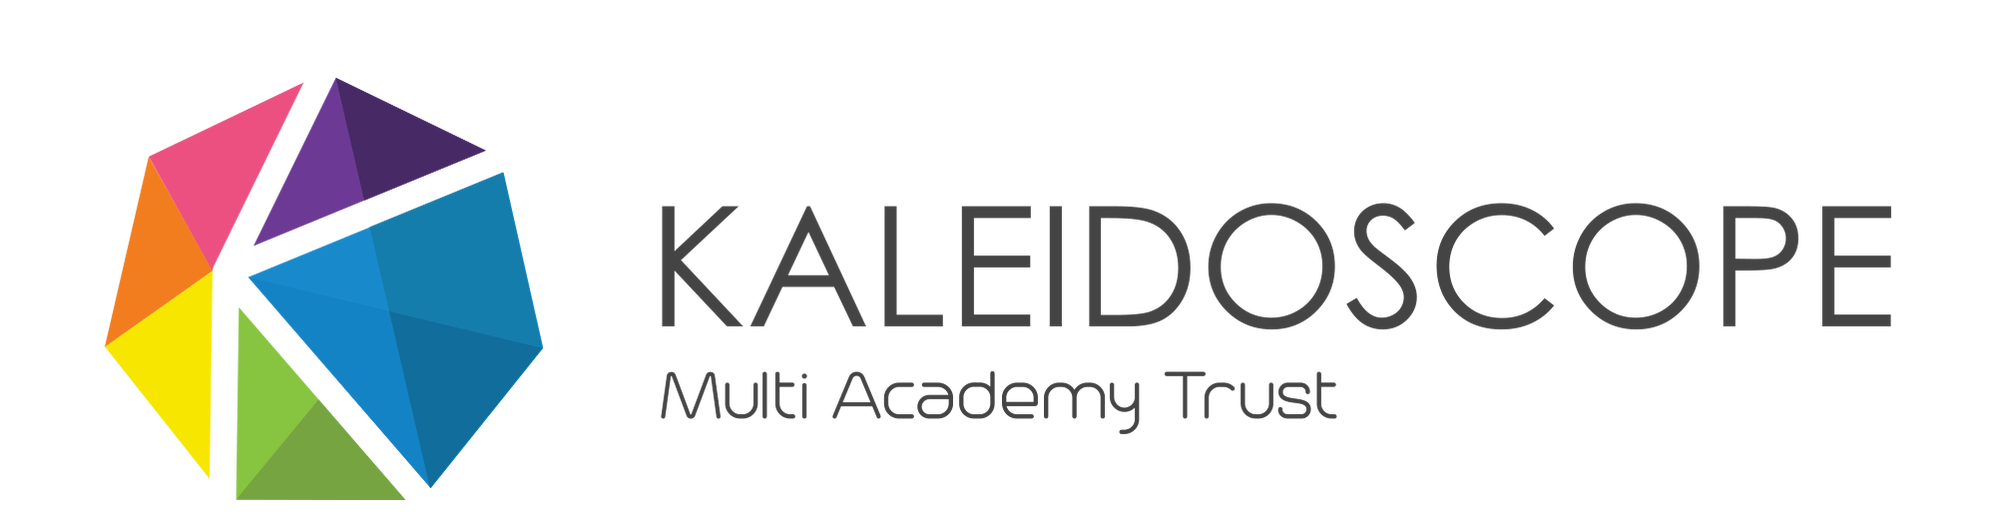 KALEIDOSCOPE
Multi Academy Trust